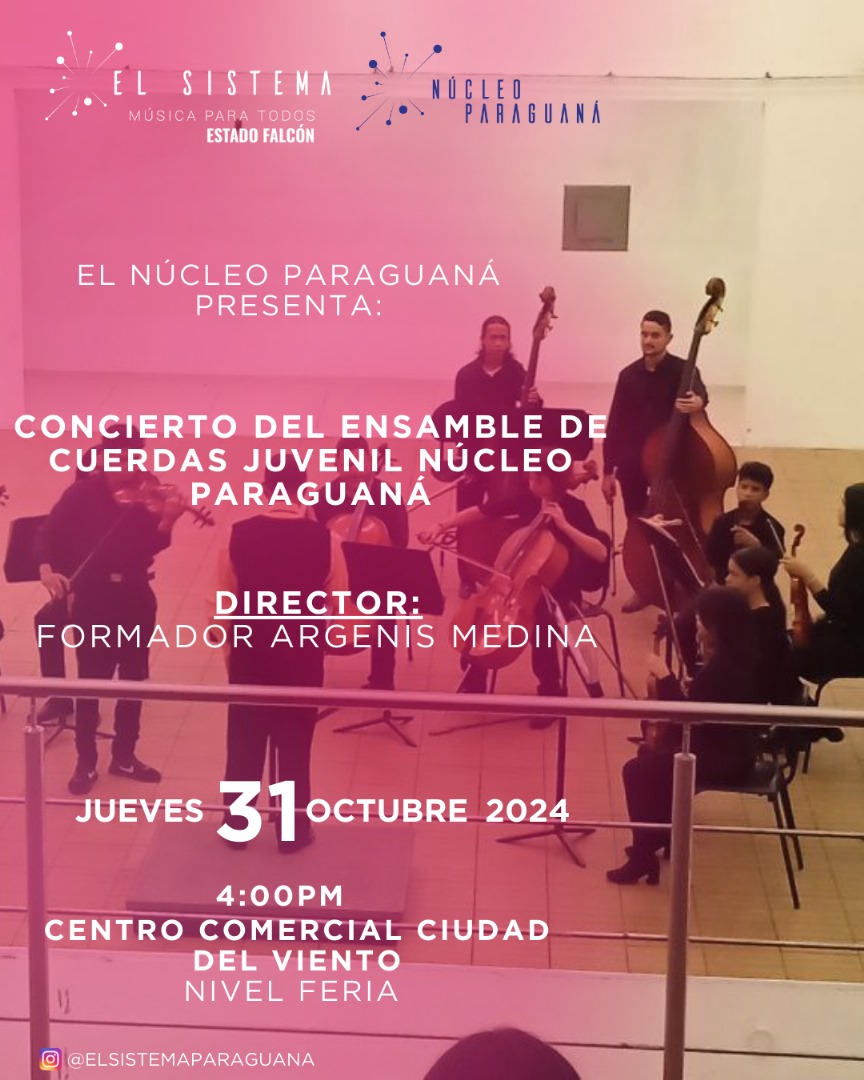 EL SISTEMA
MÚSICA PARA TODOS
ESTADO FALCÓN
NÚCLEO
PARAGUANÁ
EL NÚCLEO PARAGUANÁ
PRESENTA:
CONCIERTO DEL ENSAMBLE DE
CUERDAS JUVENIL NÚCLEO
PARAGUANÁ
DIRECTOR:
FORMADOR ARGENIS MEDINA
JUEVES 31 OCTUBRE 2024
4:00PM
CENTRO COMERCIAL CIUDAD
DEL VIENTO
NIVEL FERIA
@ELSISTEMAPARAGUANA